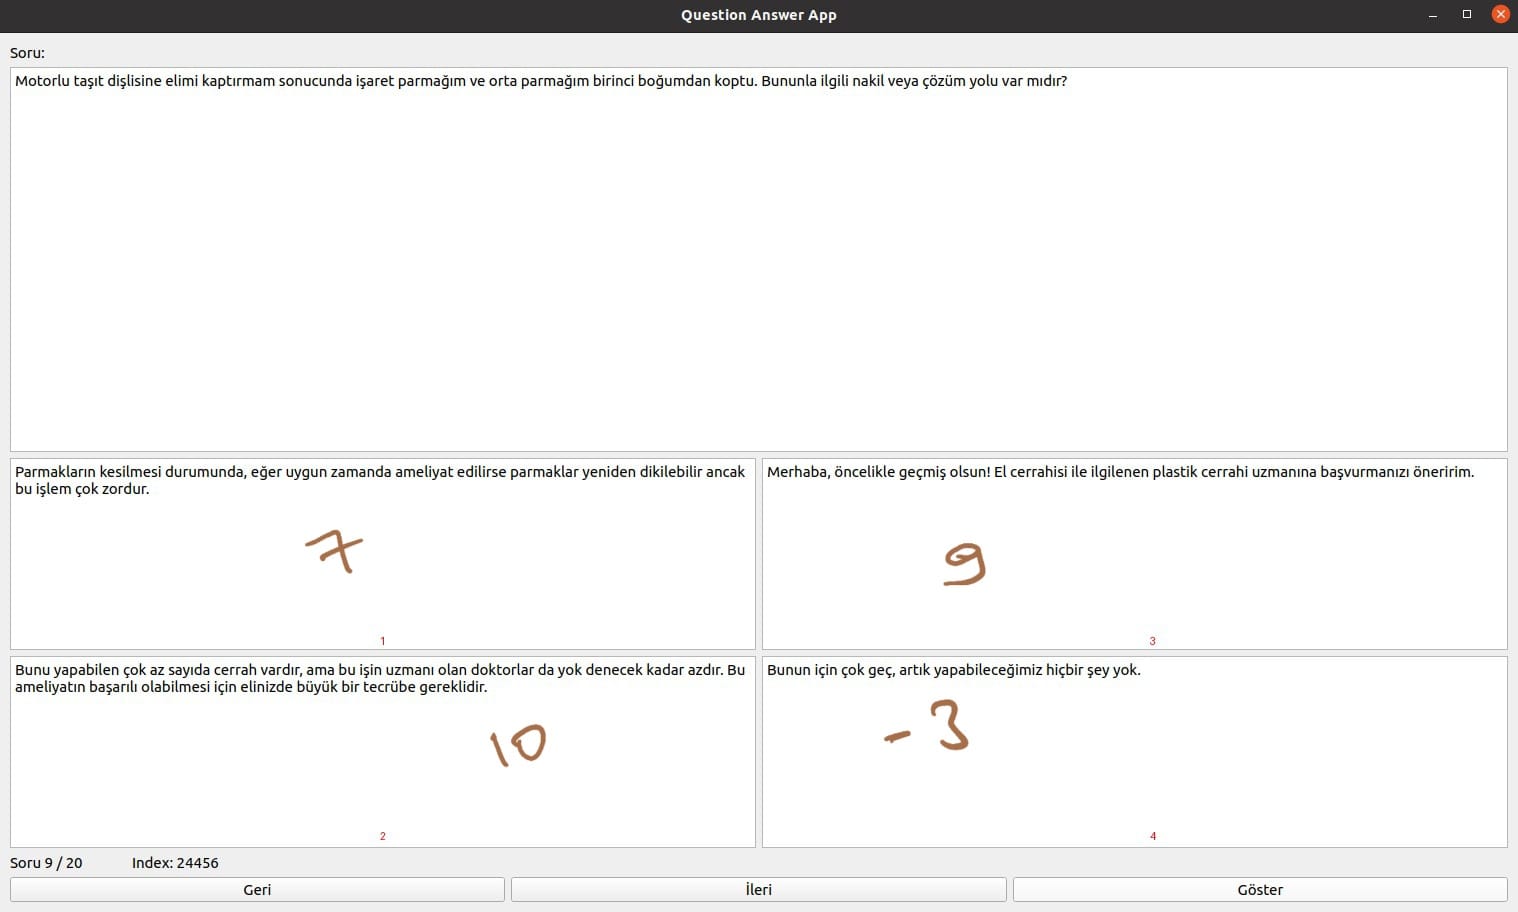 Question Answer App
Soru:
Motorlu taşıt dişlisine elimi kaptırmam sonucunda işaret parmağım ve orta parmağım birinci boğumdan koptu. Bununla ilgili nakil veya çözüm yolu var mıdır?
Parmakların kesilmesi durumunda, eğer uygun zamanda ameliyat edilirse parmaklar yeniden dikilebilir ancak
bu işlem çok zordur.
7
1
Merhaba, öncelikle geçmiş olsun! El cerrahisi ile ilgilenen plastik cerrahi uzmanına başvurmanızı öneririm.
9
3
Bunu yapabilen çok az sayıda cerrah vardır, ama bu işin uzmanı olan doktorlar da yok denecek kadar azdır. Bu
ameliyatın başarılı olabilmesi için elinizde büyük bir tecrübe gereklidir.
10
2
Bunun için çok geç, artık yapabileceğimiz hiçbir şey yok.
-3
4
Soru 9 / 20 Index: 24456
Geri İleri Göster